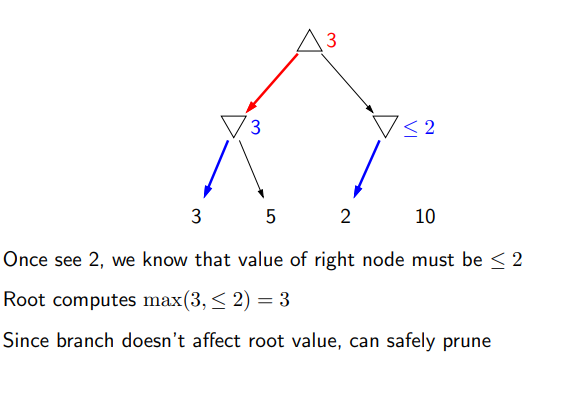 3
3 ≤ 2
3 5 2 10
Once see 2, we know that value of right node must be ≤ 2
Root computes max(3, ≤ 2) = 3
Since branch doesn't affect root value, can safely prune